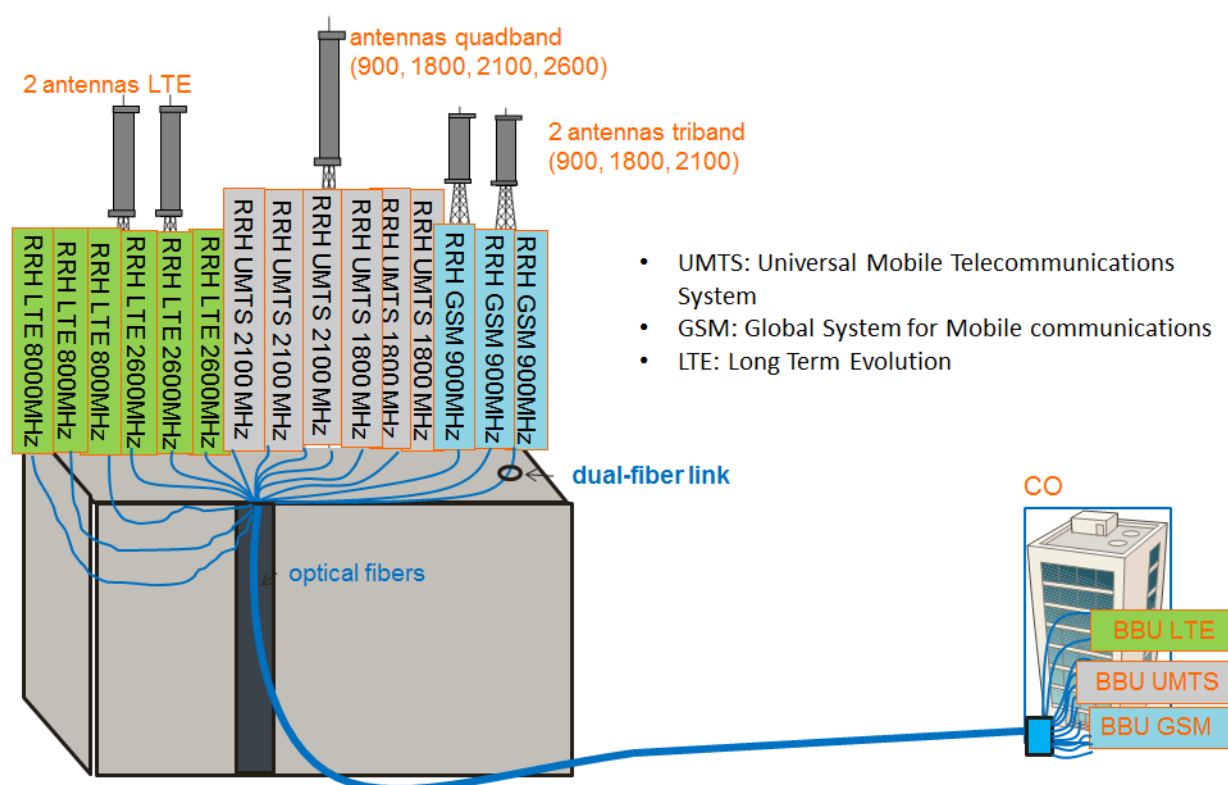 antennas quadband
(900, 1800, 2100, 2600)
2 antennas LTE
2 antennas triband
(900, 1800, 2100)
RRH LTE 8000MHz
RRH LTE 800MHz
RRH LTE 800MHz
RRH LTE 2600MHz
RRH LTE 2600MHz
RRH LTE 2600MHz
RRH UMTS 2100 MHz
RRH UMTS 2100 MHz
RRH UMTS 2100 MHz
RRH UMTS 1800 MHz
RRH UMTS 1800 MHz
RRH UMTS 1800 MHz
RRH GSM 900MHz
RRH GSM 900MHz
RRH GSM 900MHz
• UMTS: Universal Mobile Telecommunications
System
• GSM: Global System for Mobile communications
• LTE: Long Term Evolution
dual-fiber link
CO
optical fibers
BBU LTE
BBU UMTS
BBU GSM